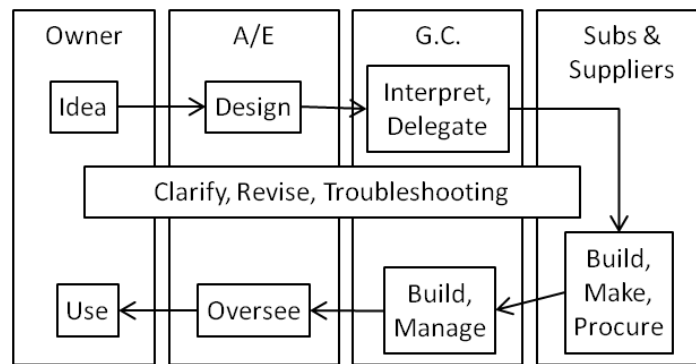 Owner
A/E
G.C.
Subs &
Suppliers
Idea
Design
Interpret,
Delegate
Clarify, Revise, Troubleshooting
Use
Oversee
Build,
Manage
Build,
Make,
Procure